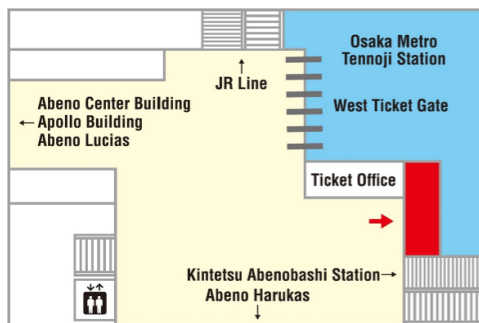 Osaka Metro
Tennoji Station
↑
JR Line
Abeno Center Building
← Apollo Building
Abeno Lucias
West Ticket Gate
Ticket Office
Kintetsu Abenobashi Station→
Abeno Harukas
↓